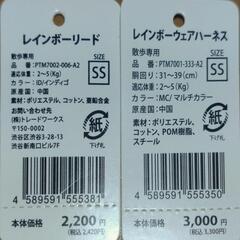 レインボーリード
散歩専用
品番：PTM7002-006-A2
適応体重：2～5(Kg)
カラー：ID/インディゴ
原産国：中国
素材：ポリエステル、
コットン、亜鉛合金
お問い合わせ先
(株)トレードワークス
〒150-0002
渋谷区渋谷3-28-13
渋谷新南口ビル7F
SIZE
SS
紙
4 589591 555381
本体価格 2,200円
(税込2,420円)
レインボーウェアハーネス
散歩専用
品番：PTM7001-333-A2
胴回り：31～39(cm)
適応体重：2～5(Kg)
カラー：MC/マルチカラー
原産国：中国
素材：ポリエステル、
コットン、POM樹脂、
スチール
SIZE
SS
紙
4 589591 555350
本体価格 3,000円
(税込3,300円)